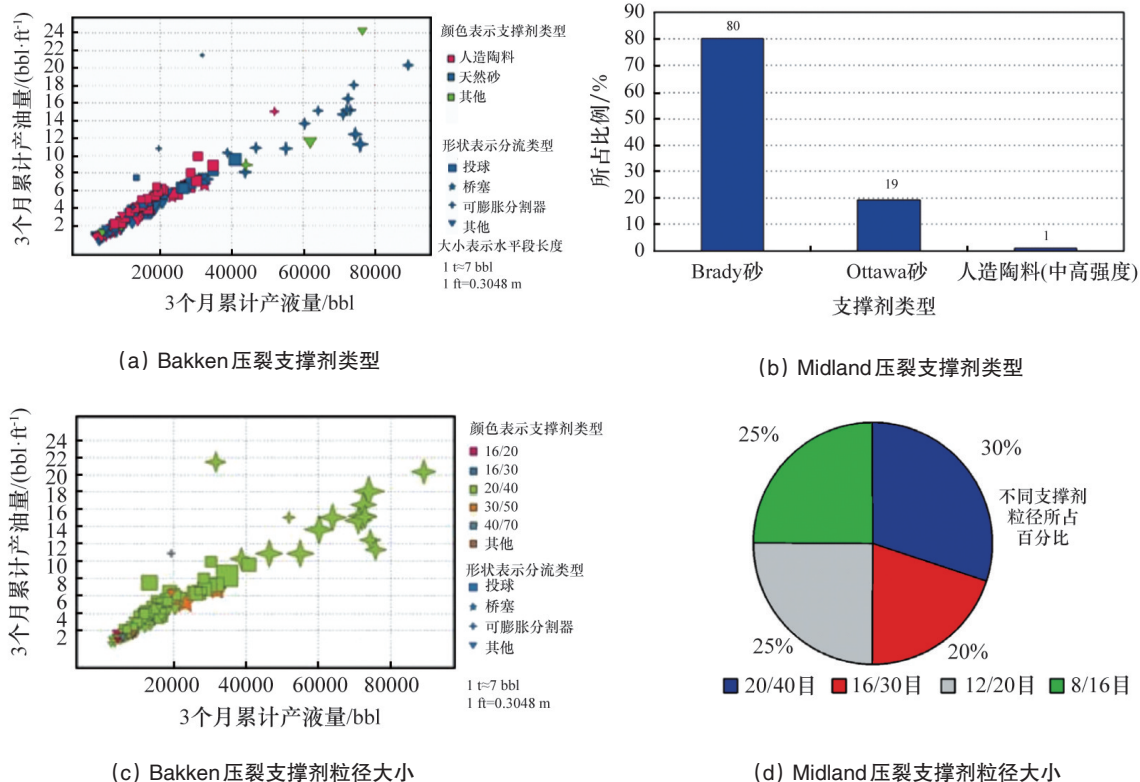 3个月累计产油量/(bbl·ft⁻¹)
24
22
20
18
16
14
12
10
8
6
4
2
20000
40000
60000
80000
3个月累计产液量/bbl
颜色表示支撑剂类型
人造陶料
天然砂
其他
形状表示分流类型
投球
桥塞
可膨胀分割器
其他
大小表示水平段长度
1 t≈7 bbl
1 ft=0.3048 m
(a) Bakken压裂支撑剂类型
所占比例/%
90
80
70
60
50
40
30
20
10
0
80
19
1
Brady砂
Ottawa砂
人造陶料(中高强度)
支撑剂类型
(b) Midland压裂支撑剂类型
3个月累计产油量/(bbl·ft⁻¹)
24
22
20
18
16
14
12
10
8
6
4
2
20000
40000
60000
80000
3个月累计产液量/bbl
颜色表示支撑剂类型
16/20
16/30
20/40
30/50
40/70
其他
形状表示分流类型
投球
桥塞
可膨胀分割器
其他
1 t≈7 bbl
1 ft=0.3048 m
(c) Bakken压裂支撑剂粒径大小
25%
30%
25%
20%
不同支撑剂
粒径所占
百分比
20/40目
16/30目
12/20目
8/16目
(d) Midland压裂支撑剂粒径大小